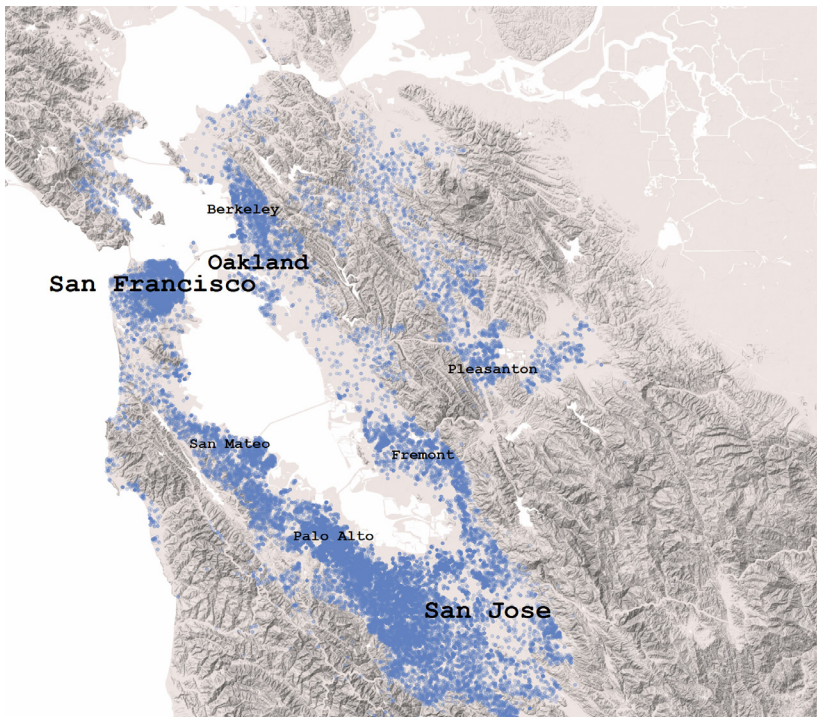 Berkeley
Oakland
San Francisco
Pleasanton
San Mateo
Fremont
Palo Alto
San Jose